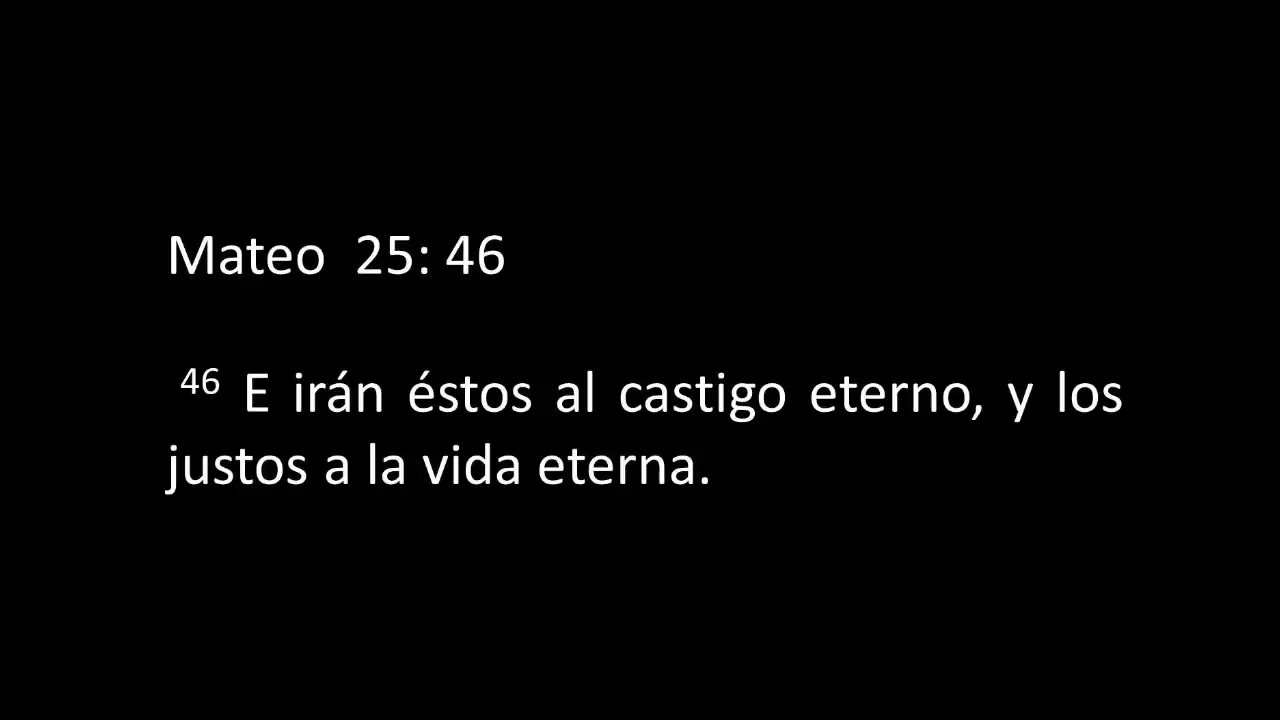 Mateo 25: 46
46 E irán éstos al castigo eterno, y los
justos a la vida eterna.